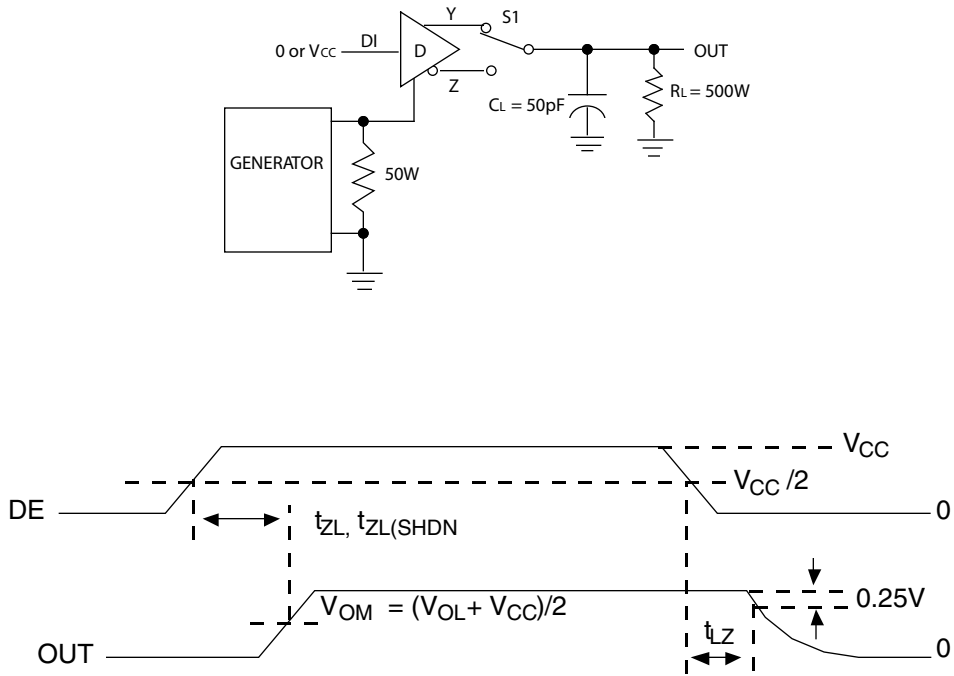 Y
S1
0 or VCC
DI
D
OUT
Z
CL = 50pF
RL = 500W
GENERATOR
50W
VCC
VCC /2
DE
0
tZL, tZL(SHDN
VOM = (VOL+ VCC)/2
0.25V
tLZ
OUT
0